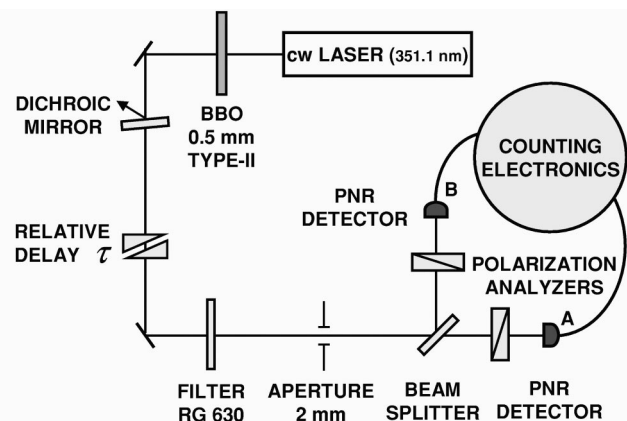 cw LASER (351.1 nm)
DICHROIC
MIRROR
BBO
0.5 mm
TYPE-II
COUNTING
ELECTRONICS
PNR
DETECTOR
B
RELATIVE
DELAY τ
POLARIZATION
ANALYZERS
A
FILTER
RG 630
APERTURE
2 mm
BEAM
SPLITTER
PNR
DETECTOR